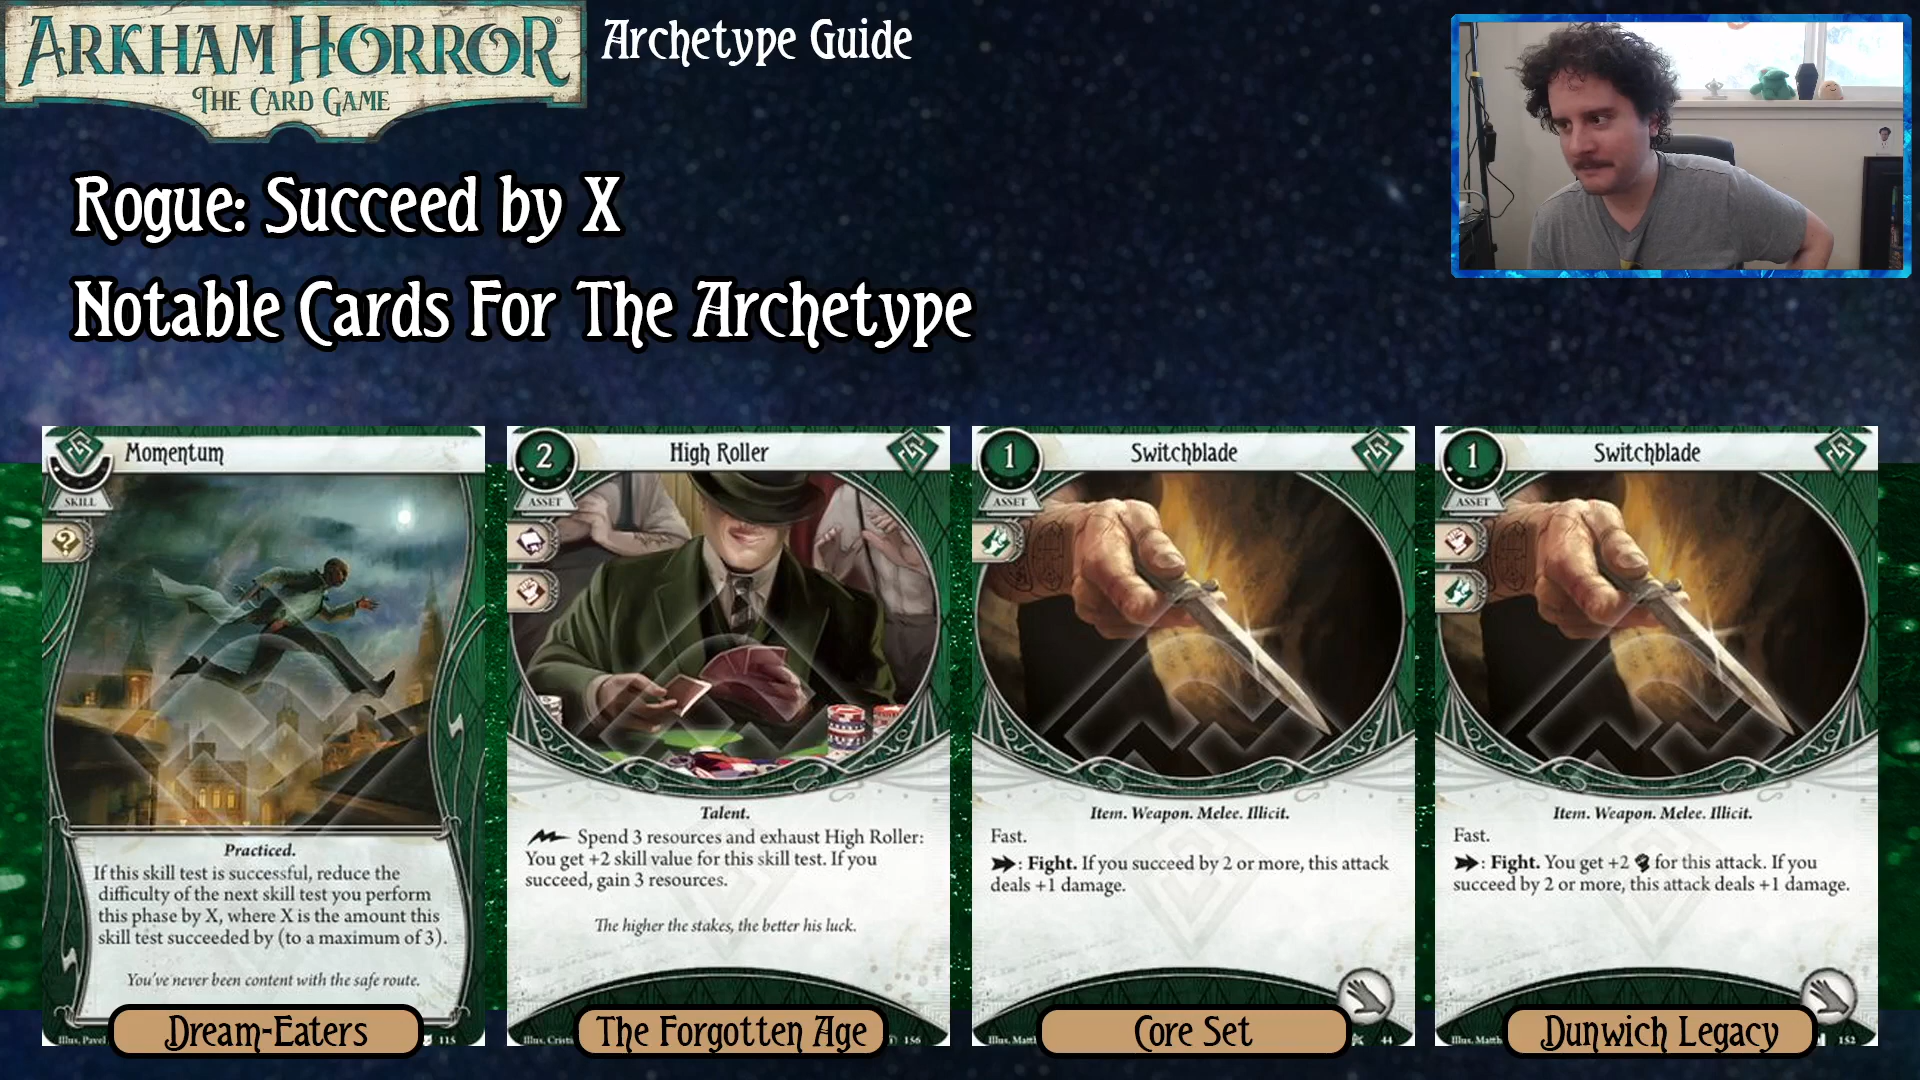 ARKHAM HORROR
THE CARD GAME
Archetype Guide
Rogue: Succeed by X
Notable Cards For The Archetype
Momentum
SKILL
?
Practiced.
If this skill test is successful, reduce the
difficulty of the next skill test you perform
this phase by X, where X is the amount this
skill test succeeded by (to a maximum of 3).
You've never been content with the safe route.
Dream-Eaters
115
2
High Roller
ASSET
Talent.
Spend 3 resources and exhaust High Roller:
You get +2 skill value for this skill test. If you
succeed, gain 3 resources.
The higher the stakes, the better his luck.
The Forgotten Age
156
1
Switchblade
ASSET
Item. Weapon. Melee. Illicit.
Fast.
: Fight. If you succeed by 2 or more, this attack
deals +1 damage.
Core Set
44
1
Switchblade
ASSET
Item. Weapon. Melee. Illicit.
Fast.
: Fight. You get +2 for this attack. If you
succeed by 2 or more, this attack deals +1 damage.
Dunwich Legacy
152